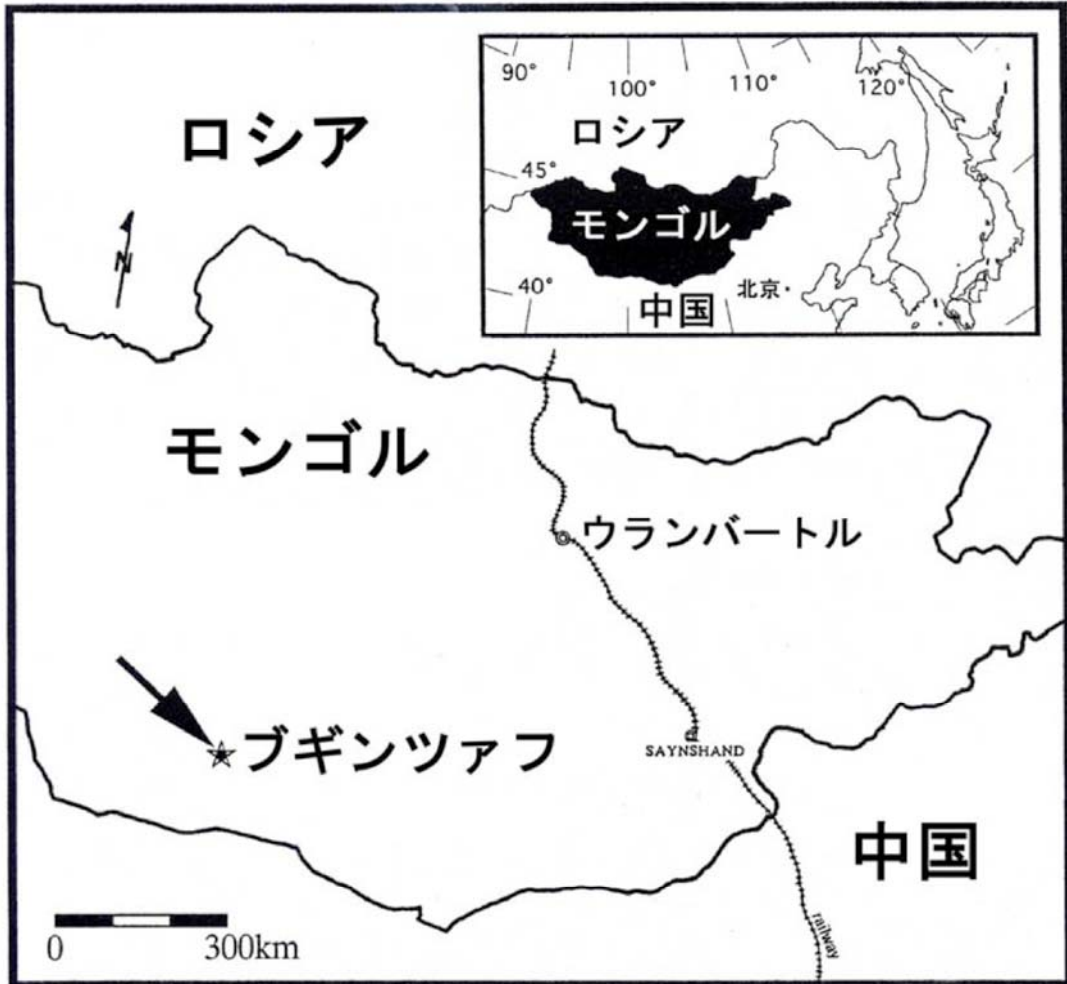 90°
100°
110°
120°
ロシア
45°
モンゴル
40°
北京
中国
ロシア
N
モンゴル
ウランバートル
ブギンツァフ
SAYNSHAND
中国
railway
0 300km